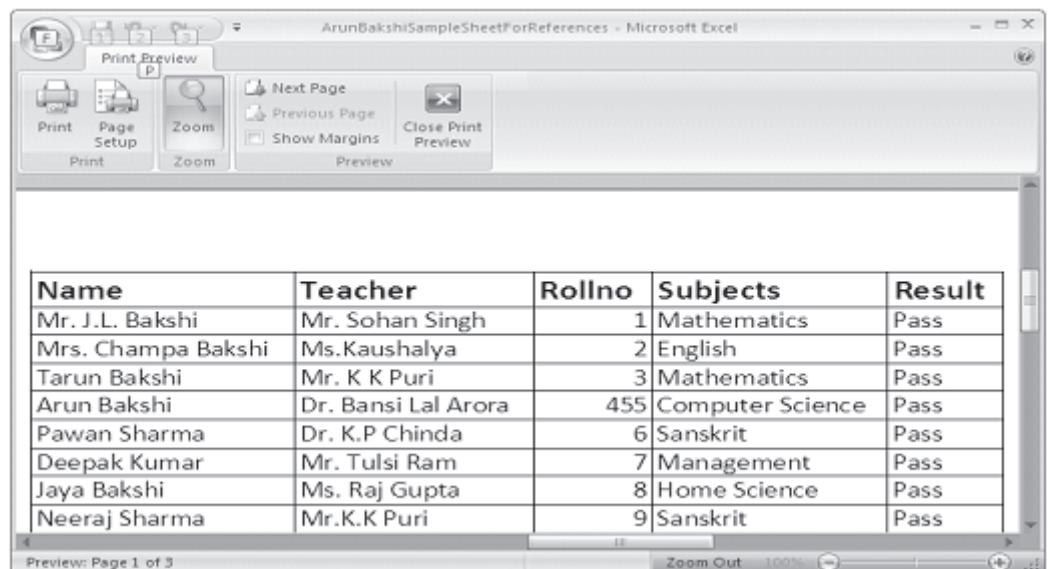 ArunBakshiSampleSheetForReferences - Microsoft Excel
F 1 2 3
Print Preview
P
Print
Page Setup
Zoom
Next Page
Previous Page
Show Margins
Close Print Preview
Print Zoom Preview
Name Teacher Rollno Subjects Result
Mr. J.L. Bakshi Mr. Sohan Singh 1 Mathematics Pass
Mrs. Champa Bakshi Ms.Kaushalya 2 English Pass
Tarun Bakshi Mr. K K Puri 3 Mathematics Pass
Arun Bakshi Dr. Bansi Lal Arora 455 Computer Science Pass
Pawan Sharma Dr. K.P Chinda 6 Sanskrit Pass
Deepak Kumar Mr. Tulsi Ram 7 Management Pass
Jaya Bakshi Ms. Raj Gupta 8 Home Science Pass
Neeraj Sharma Mr.K.K Puri 9 Sanskrit Pass
Preview: Page 1 of 3 Zoom Out 100%